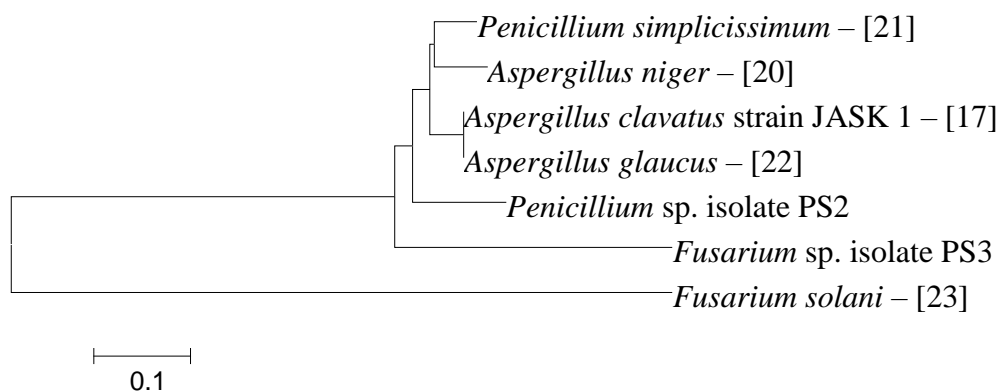 Penicillium simplicissimum – [21]
Aspergillus niger – [20]
Aspergillus clavatus strain JASK 1 – [17]
Aspergillus glaucus – [22]
Penicillium sp. isolate PS2
Fusarium sp. isolate PS3
Fusarium solani – [23]
0.1